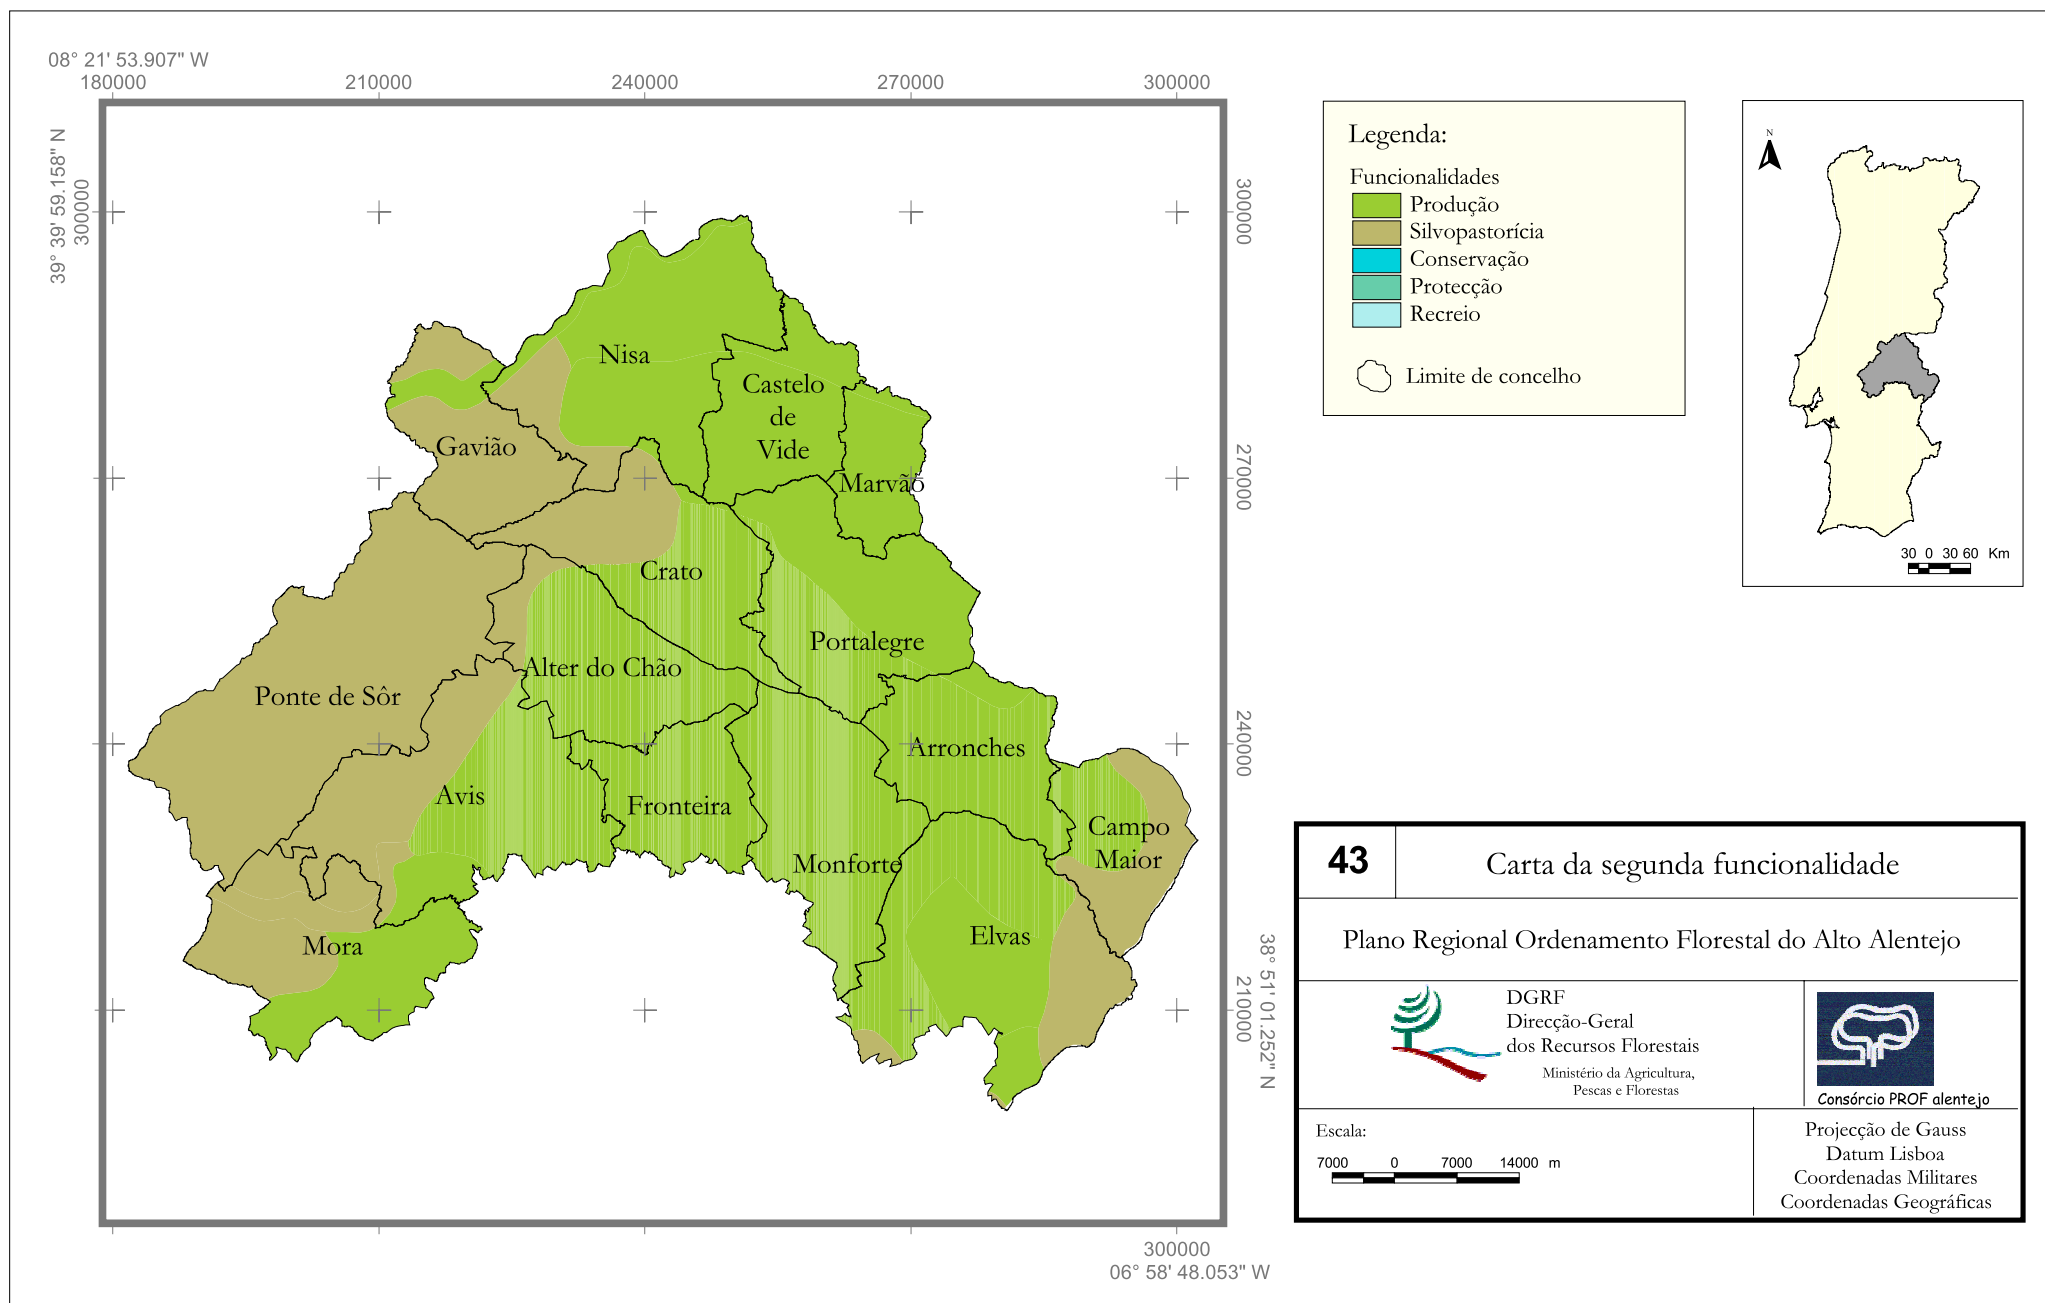 08° 21' 53.907" W
180000
210000
240000
270000
300000
39° 39' 59.158" N
300000
300000
270000
240000
210000
38° 51' 01.252" N
300000
06° 58' 48.053" W
Nisa
Castelo
de
Vide
Gavião
Marvão
Crato
Portalegre
Alter do Chão
Ponte de Sôr
Arronches
Avis
Fronteira
Campo
Maior
Monforte
Elvas
Mora
Legenda:
Funcionalidades
Produção
Silvopastorícia
Conservação
Protecção
Recreio
Limite de concelho
N
30 0 30 60 Km
43
Carta da segunda funcionalidade
Plano Regional Ordenamento Florestal do Alto Alentejo
DGRF
Direcção-Geral
dos Recursos Florestais
Ministério da Agricultura,
Pescas e Florestas
Consórcio PROF alentejo
Escala:
7000 0 7000 14000 m
Projecção de Gauss
Datum Lisboa
Coordenadas Militares
Coordenadas Geográficas